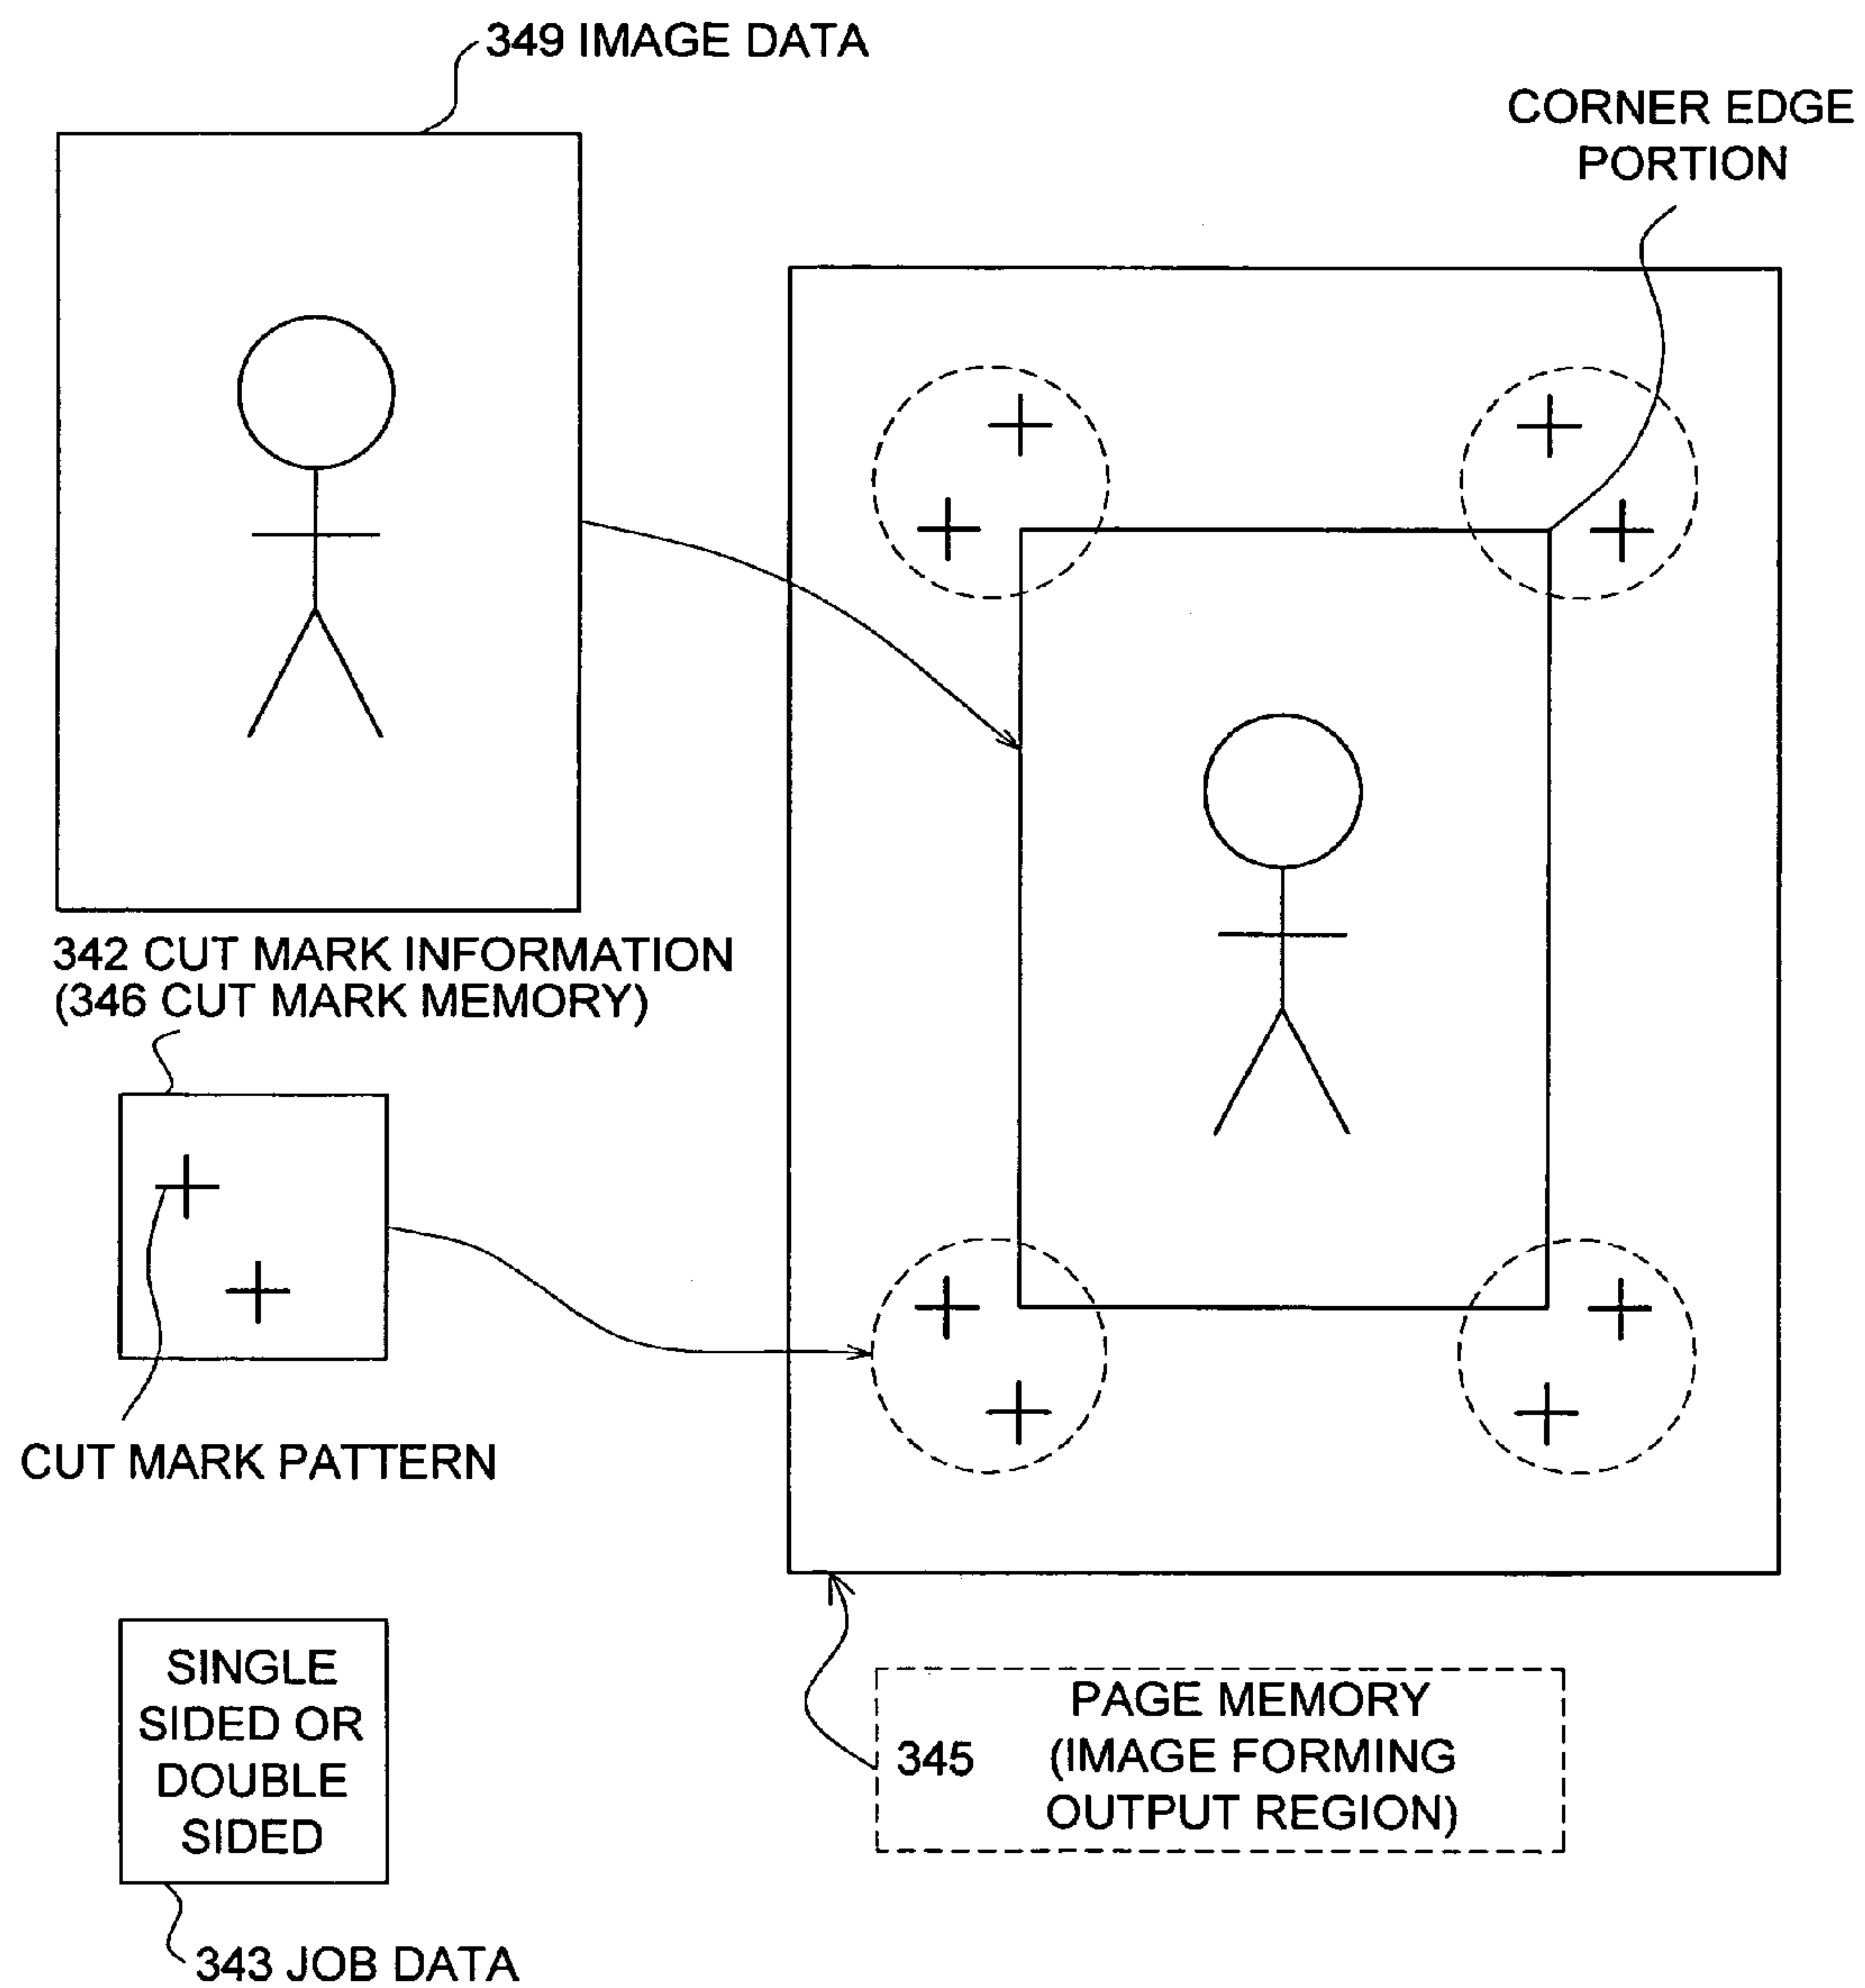 349 IMAGE DATA
CORNER EDGE
PORTION
342 CUT MARK INFORMATION
(346 CUT MARK MEMORY)
CUT MARK PATTERN
SINGLE
SIDED OR
DOUBLE
SIDED
343 JOB DATA
PAGE MEMORY
345 (IMAGE FORMING
OUTPUT REGION)